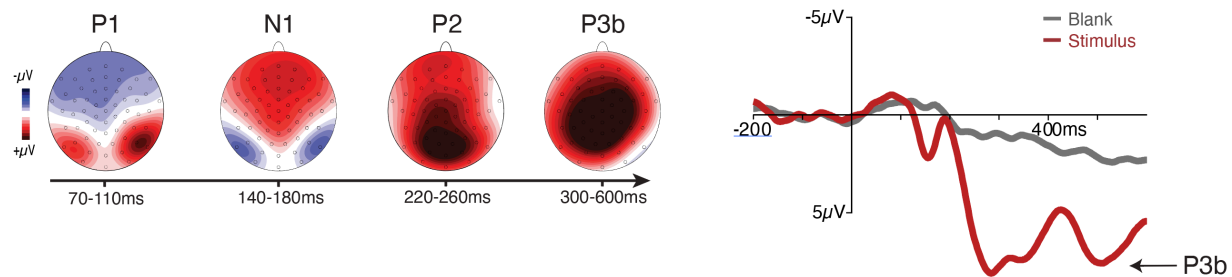 P1 N1 P2 P3b
-µV
+µV
70-110ms 140-180ms 220-260ms 300-600ms
-5µV
Blank
Stimulus
-200 400ms
5µV
P3b